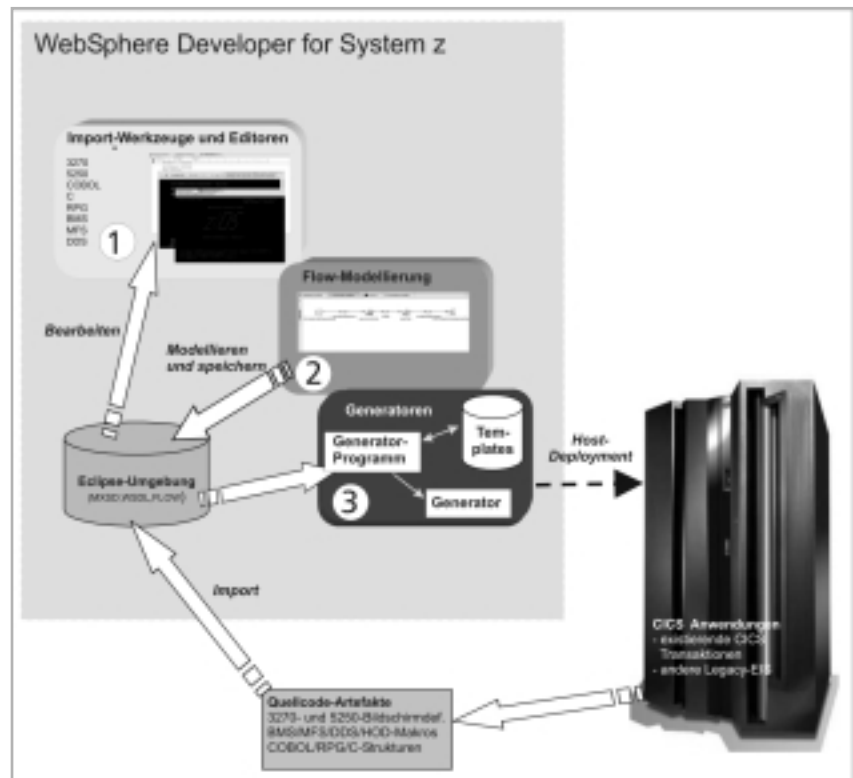 WebSphere Developer for System z
Import-Werkzeuge und Editoren
3270
5250
COBOL
C
RPG
BMS
MFS
DDS
1
Flow-Modellierung
Bearbeiten
Modellieren
und speichern
2
Generatoren
Generator-
Programm
Tem-
plates
Generator
3
Host-
Deployment
Eclipse-Umgebung
(MXSD,WSDL,FLOW)
Import
CICS Anwendungen
- existierende CICS
Transaktionen
- andere Legacy-EIS
Quellcode-Artefakte
3270- und 5250-Bildschirmdef.
BMS/MFS/DDS/HOD-Makros
COBOL/RPG/C-Strukturen